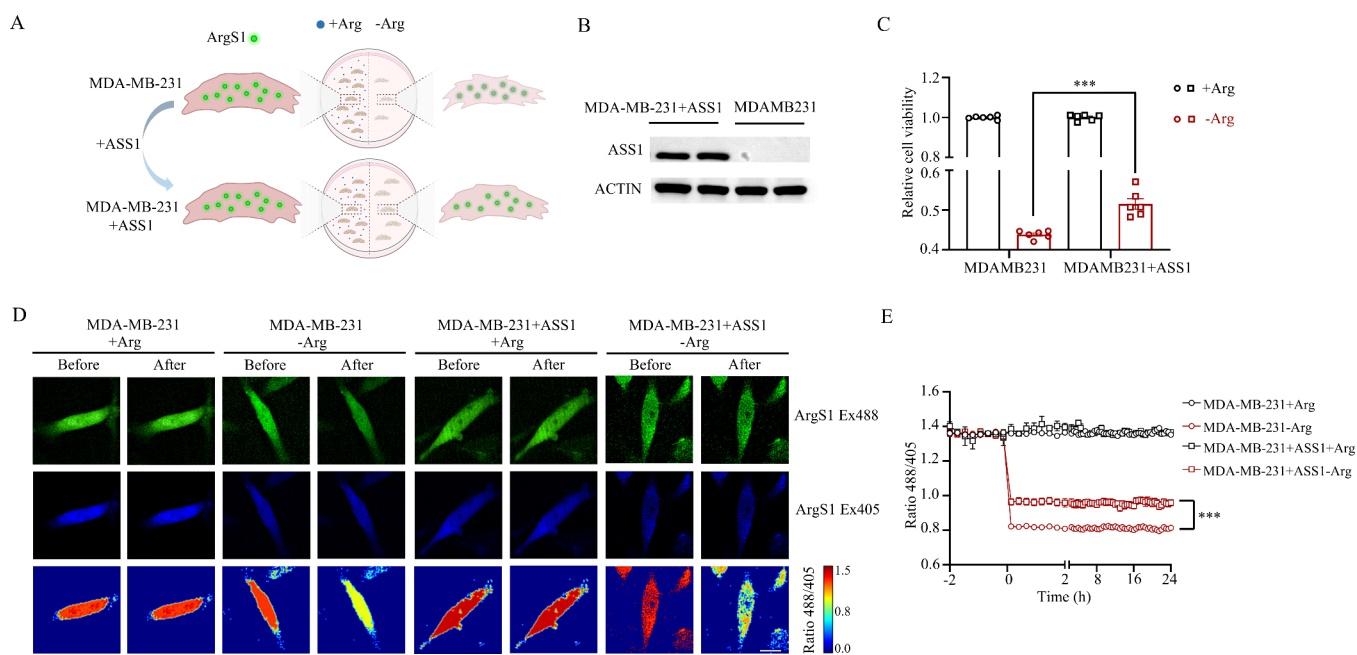 A
+Arg -Arg
ArgS1
MDA-MB-231
+ASS1
MDA-MB-231
+ASS1
B
MDA-MB-231+ASS1 MDAMB231
ASS1
ACTIN
C
Relative cell viability
1.2
1.0
0.8
0.6
0.5
0.4
***
+Arg
-Arg
MDAMB231 MDAMB231+ASS1
D
MDA-MB-231
+Arg
MDA-MB-231
-Arg
MDA-MB-231+ASS1
+Arg
MDA-MB-231+ASS1
-Arg
Before After Before After Before After Before After
ArgS1 Ex488
ArgS1 Ex405
Ratio 488/405
1.5
1.2
0.8
0.0
E
Ratio 488/405
1.6
1.4
1.2
1.0
0.8
0.6
-2 0 2 8 16 24
Time (h)
MDA-MB-231+Arg
MDA-MB-231-Arg
MDA-MB-231+ASS1+Arg
MDA-MB-231+ASS1-Arg
***